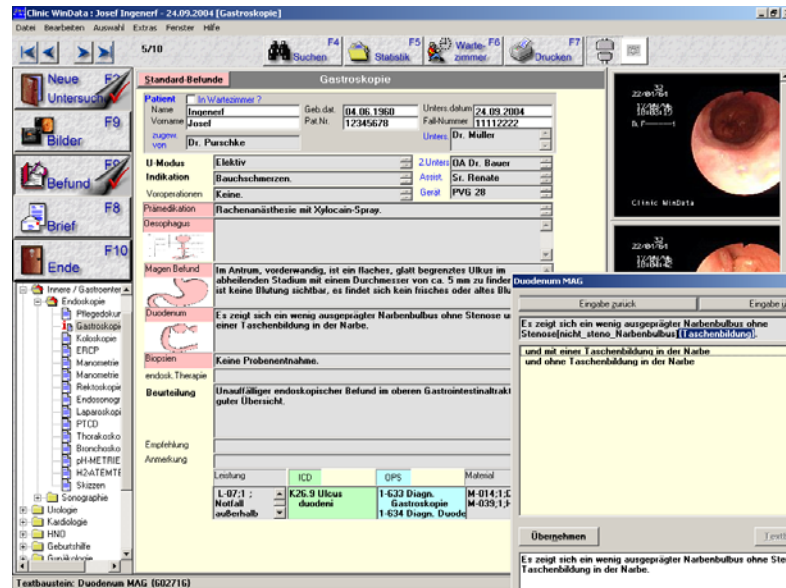 Clinic WinData : Josef Ingenerf - 24.09.2004 [Gastroskopie]
Datei Bearbeiten Auswahl Extras Fenster Hilfe
5/10
F4 Suchen
F5 Statistik
Warte- F6 zimmer
F7 Drucken
Neue Untersuch
F9 Bilder
Befund
F8 Brief
F10 Ende
Standard-Befunde
Gastroskopie
Patient In Wartezimmer ?
Name Ingenerf Geb.dat. 04.06.1960 Unters.datum 24.09.2004
Vorname Josef Pat.Nr. 12345678 Fall-Nummer 11112222
zugew. von Dr. Purschke Unters. Dr. Müller
U-Modus Elektiv 2.Unters OA Dr. Bauer
Indikation Bauchschmerzen. Assist. Sr. Renate
Voroperationen Keine. Gerät PVG 28
Prämedikation Rachenanästhesie mit Xylocain-Spray.
Oesophagus
Magen Befund Im Antrum, vorderwandig, ist ein flaches, glatt begrenztes Ulkus im
abheilenden Stadium mit einem Durchmesser von ca. 5 mm zu finden
ist keine Blutung sichtbar, es findet sich kein frisches oder altes Blu
Duodenum Es zeigt sich ein wenig ausgeprägter Narbenbulbus ohne Stenose u
einer Taschenbildung in der Narbe.
Biopsien Keine Probenentnahme.
endosk.Therapie
Beurteilung Unauffälliger endoskopischer Befund im oberen Gastrointestinaltrakt
guter Übersicht.
Empfehlung
Anmerkung
Leistung ICD OPS Material
L-07;1 ;
Notfall
außerhalb
K26.9 Ulcus
duodeni
1-633 Diagn.
Gastroskopie
1-634 Diagn. Duode
M-014;1;
M-039;1;
Innere / Gastroenter
Endoskopie
Pflegedokur
Gastroskopie
Koloskopie
ERCP
Manometrie
Manometrie
Rektoskopie
Endosonogr
Laparoskopi
PTCD
Thorakosko
Bronchosko
pH-METRIE
H2-ATEMTE
Skizzen
Sonographie
Urologie
Kardiologie
HNO
Geburtshilfe
Gynäkologie
Clinic WinData
Duodenum MAG
Eingabe zurück
Es zeigt sich ein wenig ausgeprägter Narbenbulbus ohne
Stenose[nicht_steno_Narbenbulbus][Taschenbildung].
und mit einer Taschenbildung in der Narbe
und ohne Taschenbildung in der Narbe
Übernehmen
Es zeigt sich ein wenig ausgeprägter Narbenbulbus ohne Ste
Taschenbildung in der Narbe.
Textbaustein: Duodenum MAG (602716)